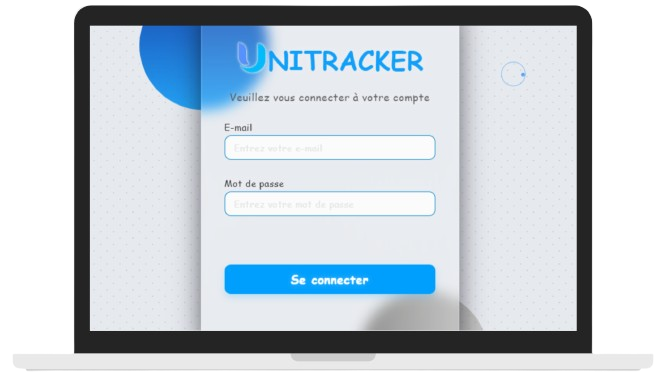 UNITRACKER
Veuillez vous connecter à votre compte
E-mail
Entrez votre e-mail
Mot de passe
Entrez votre mot de passe
Se connecter